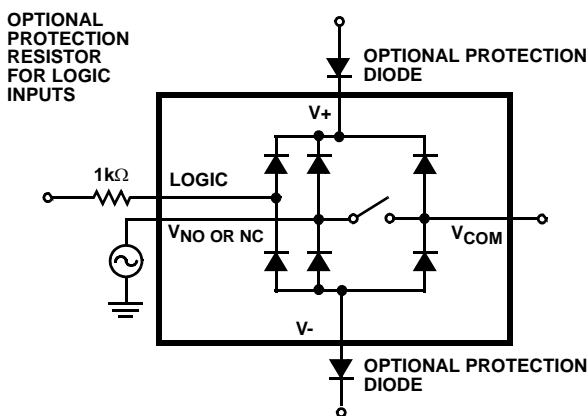 OPTIONAL
PROTECTION
RESISTOR
FOR LOGIC
INPUTS
OPTIONAL PROTECTION
DIODE
V+
1kΩ
LOGIC
VNO OR NC
VCOM
V-
OPTIONAL PROTECTION
DIODE